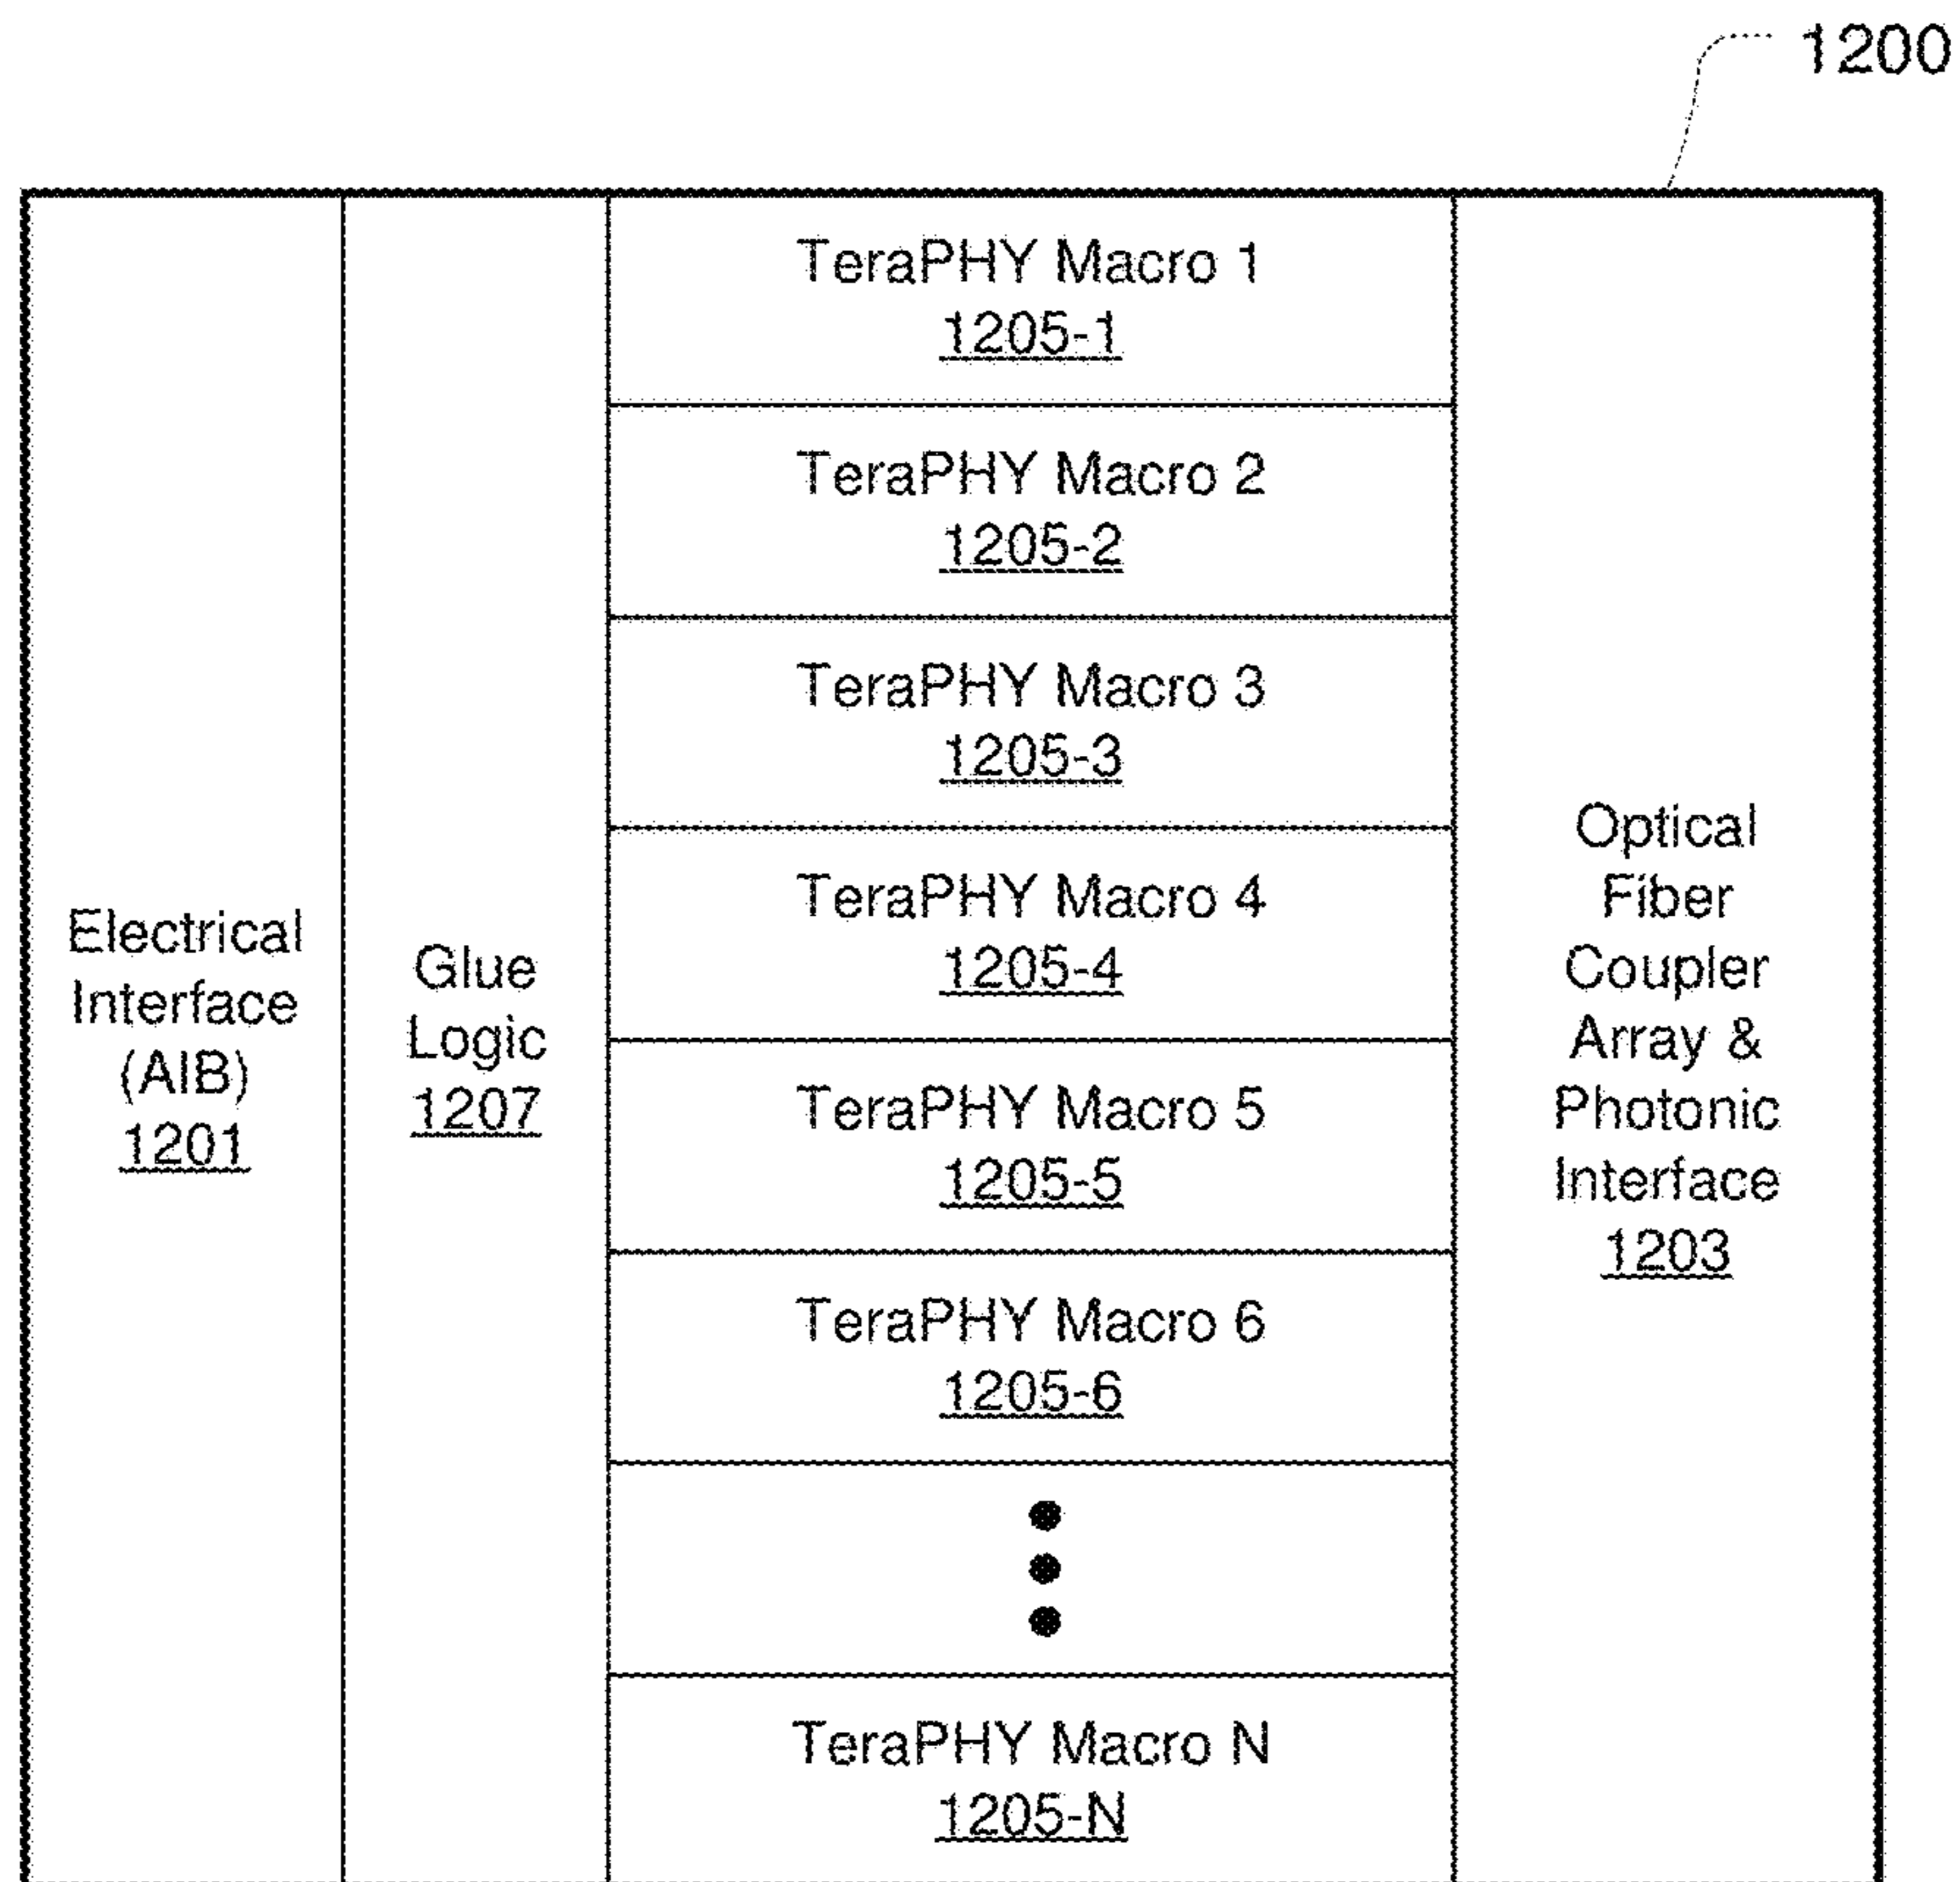 1200
Electrical
Interface
(AIB)
1201
Glue
Logic
1207
TeraPHY Macro 1
1205-1
TeraPHY Macro 2
1205-2
TeraPHY Macro 3
1205-3
TeraPHY Macro 4
1205-4
TeraPHY Macro 5
1205-5
TeraPHY Macro 6
1205-6
TeraPHY Macro N
1205-N
Optical
Fiber
Coupler
Array &
Photonic
Interface
1203